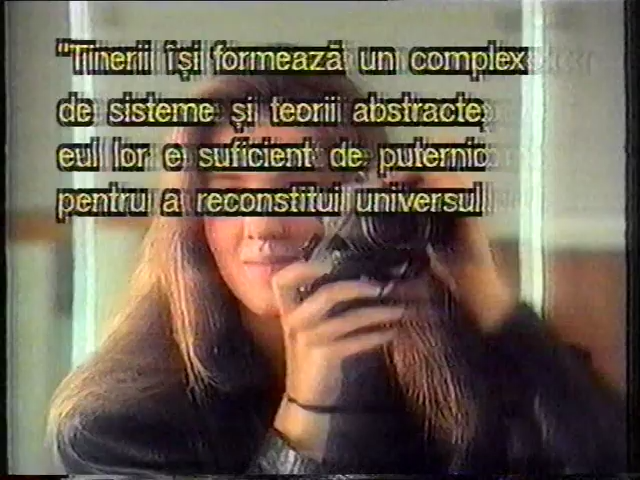 "Tinerii își formează un complex
de sisteme și teorii abstracte;
eul lor e suficient de puternic
pentru a reconstitui universul